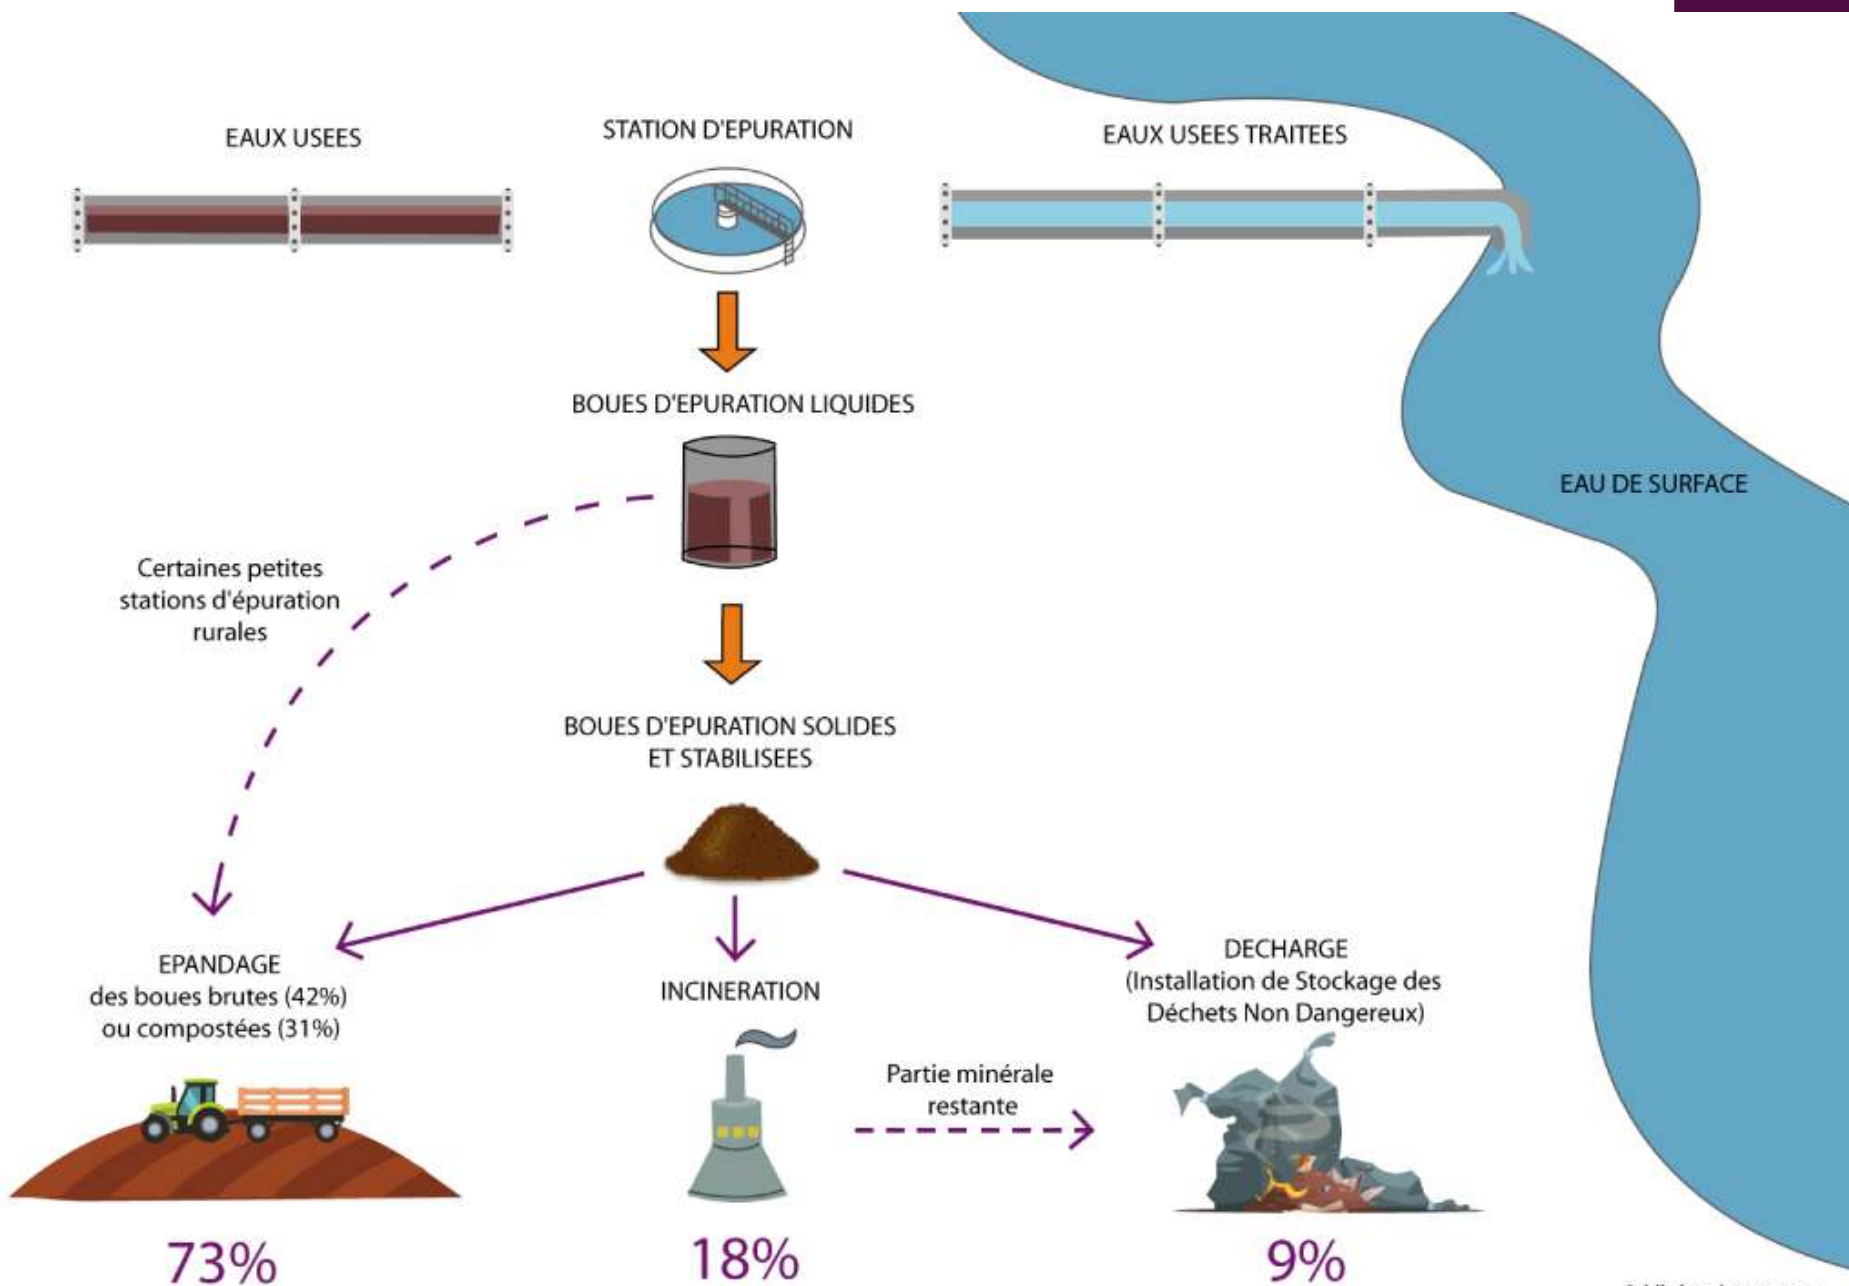 EAUX USEES
STATION D'EPURATION
EAUX USEES TRAITEES
BOUES D'EPURATION LIQUIDES
EAU DE SURFACE
Certaines petites
stations d'épuration
rurales
BOUES D'EPURATION SOLIDES
ET STABILISEES
EPANDAGE
des boues brutes (42%)
ou compostées (31%)
INCINERATION
DECHARGE
(Installation de Stockage des
Déchets Non Dangereux)
Partie minérale
restante
73%
18%
9%